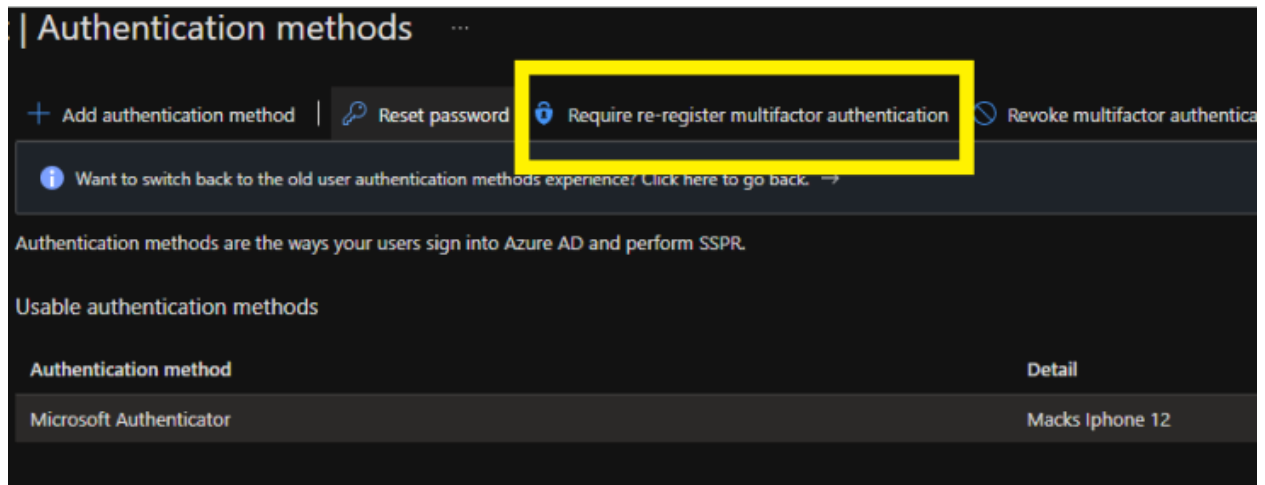 | Authentication methods ...
+ Add authentication method | Reset password Require re-register multifactor authentication Revoke multifactor
Want to switch back to the old user authentication methods experience? Click here to go back. →
Authentication methods are the ways your users sign into Azure AD and perform SSPR.
Usable authentication methods
Authentication method Detail
Microsoft Authenticator Macks Iphone 12